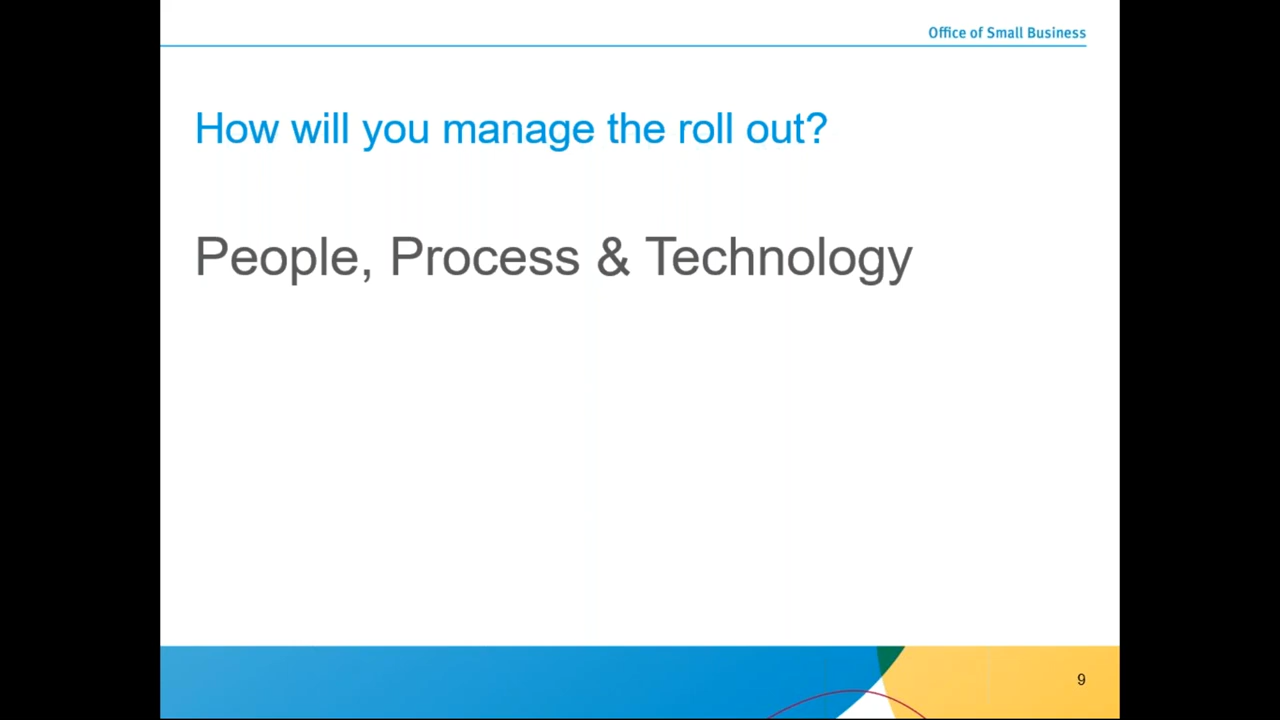 Office of Small Business
How will you manage the roll out?
People, Process & Technology
9